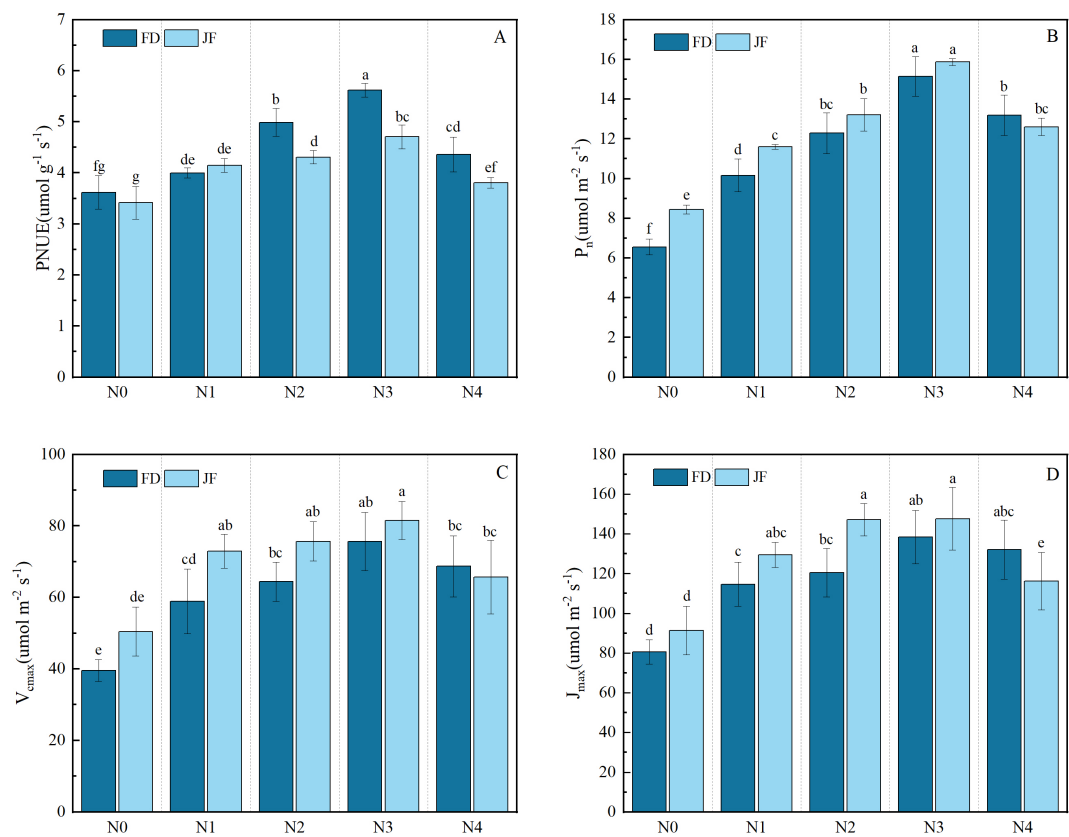 7
6
5
4
3
2
1
0
PNUE(umol g-1 s-1)
FD JF
A
fg g de de b d a bc cd ef
N0 N1 N2 N3 N4
18
16
14
12
10
8
6
4
2
0
Pn(umol m-2 s-1)
FD JF
B
f e d c bc b a a b bc
N0 N1 N2 N3 N4
100
80
60
40
20
0
Vcmax(umol m-2 s-1)
FD JF
C
e de cd ab bc ab ab a bc bc
N0 N1 N2 N3 N4
180
160
140
120
100
80
60
40
20
0
Jmax(umol m-2 s-1)
FD JF
D
d d c abc bc a ab a abc e
N0 N1 N2 N3 N4